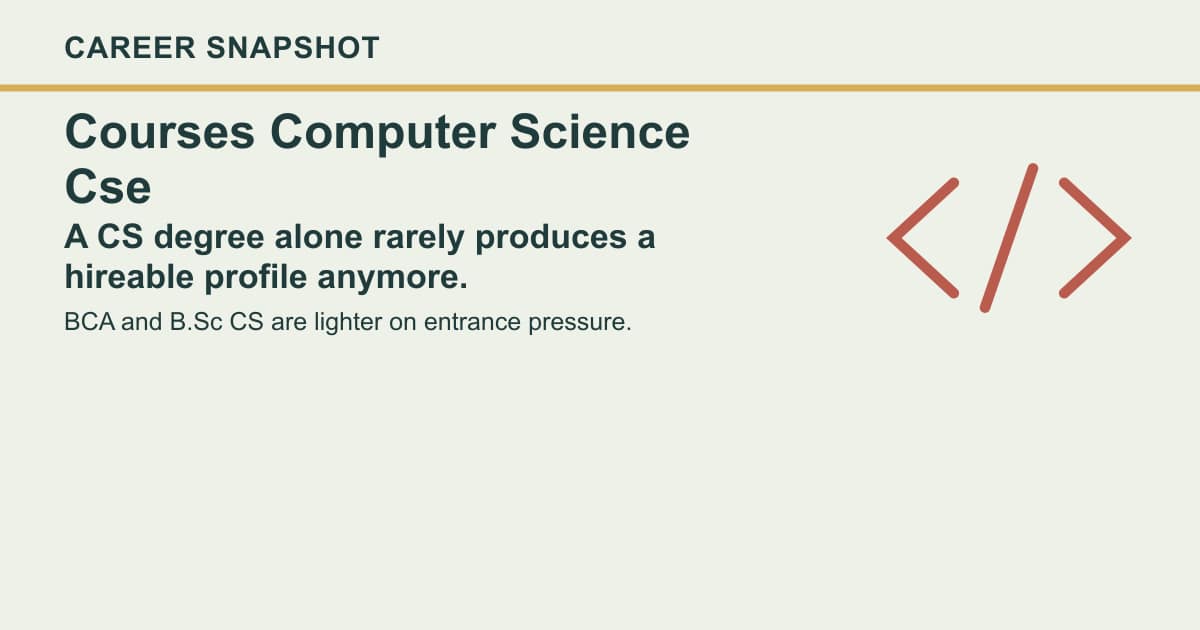 CAREER SNAPSHOT
Courses Computer Science
Cse
A CS degree alone rarely produces a
hireable profile anymore.
BCA and B.Sc CS are lighter on entrance pressure.